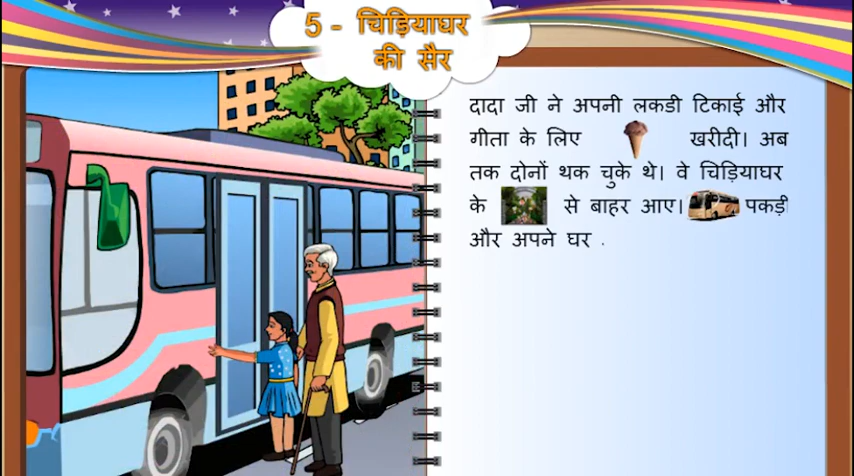 5 - चिड़ियाघर
की सैर
दादा जी ने अपनी लकडी टिकाई और
गीता के लिए खरीदी। अब
तक दोनों थक चुके थे। वे चिड़ियाघर
के से बाहर आए। पकड़ी
और अपने घर .